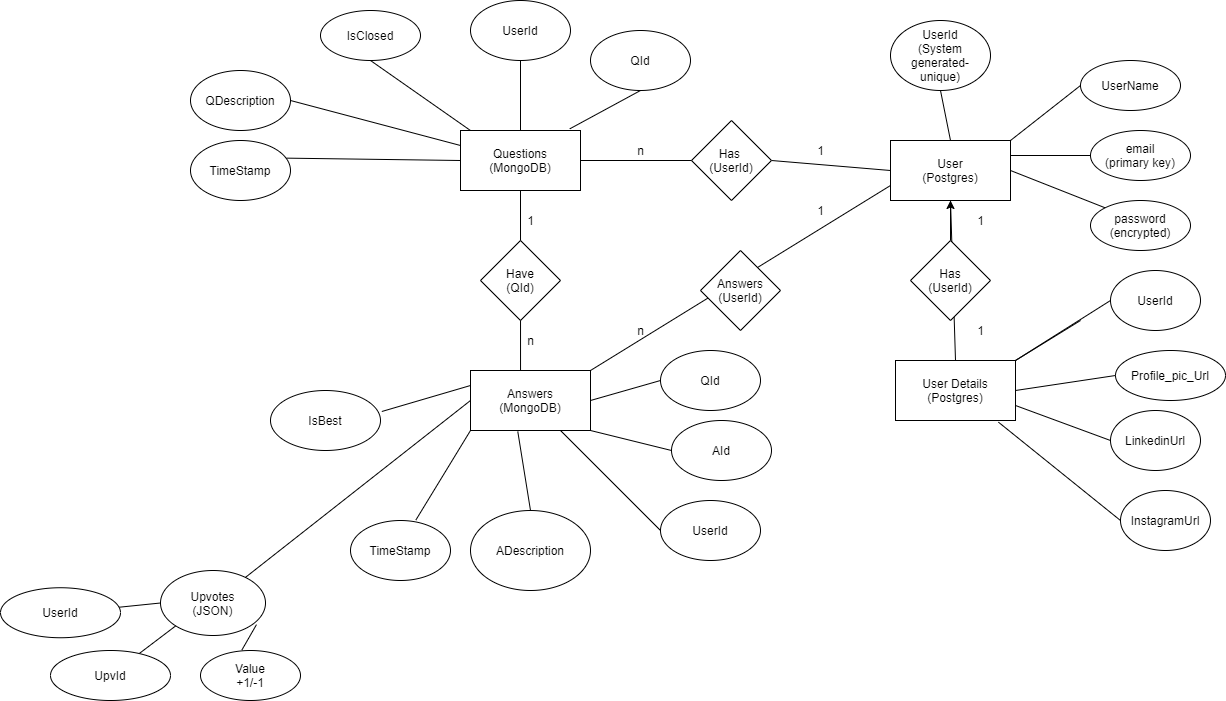 IsClosed
UserId
QId
UserId
(System
generated-
unique)
UserName
QDescription
TimeStamp
Questions
(MongoDB)
n
Has
(UserId)
1
User
(Postgres)
email
(primary key)
password
(encrypted)
1
Have
(QId)
n
1
Answers
(UserId)
n
1
Has
(UserId)
1
UserId
User Details
(Postgres)
Profile_pic_Url
LinkedinUrl
InstagramUrl
Answers
(MongoDB)
QId
AId
UserId
IsBest
TimeStamp
ADescription
Upvotes
(JSON)
UserId
UpvId
Value
+1/-1